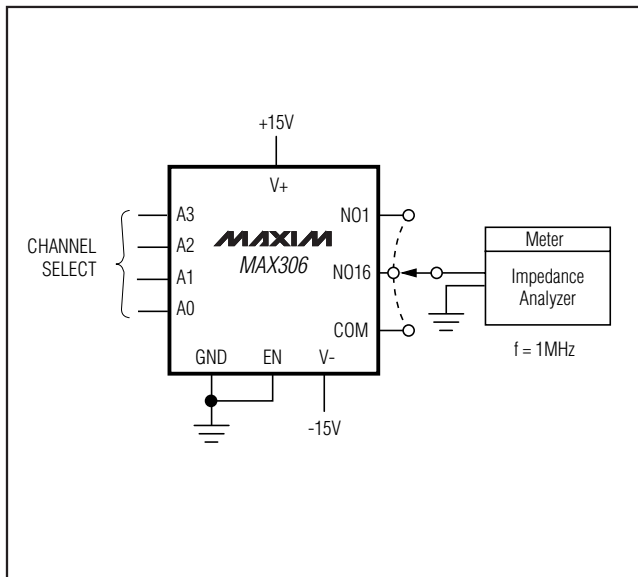 +15V
V+
A3
A2
A1
A0
CHANNEL
SELECT
MAXIM
MAX306
NO1
NO16
COM
GND
EN
V-
-15V
Meter
Impedance
Analyzer
f = 1MHz